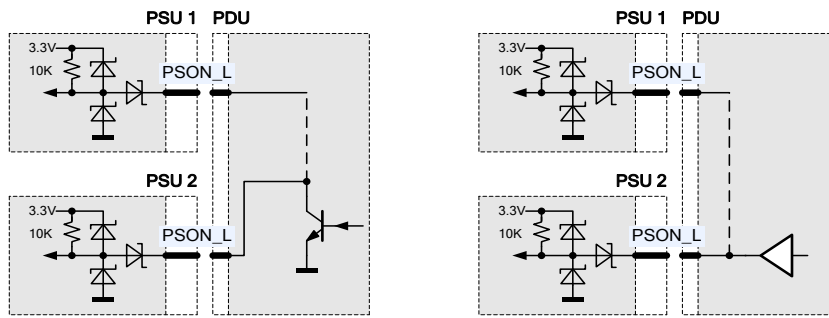 PSU 1 PDU
3.3V
10K
PSON_L
PSU 2
3.3V
10K
PSON_L
PSU 1 PDU
3.3V
10K
PSON_L
PSU 2
3.3V
10K
PSON_L